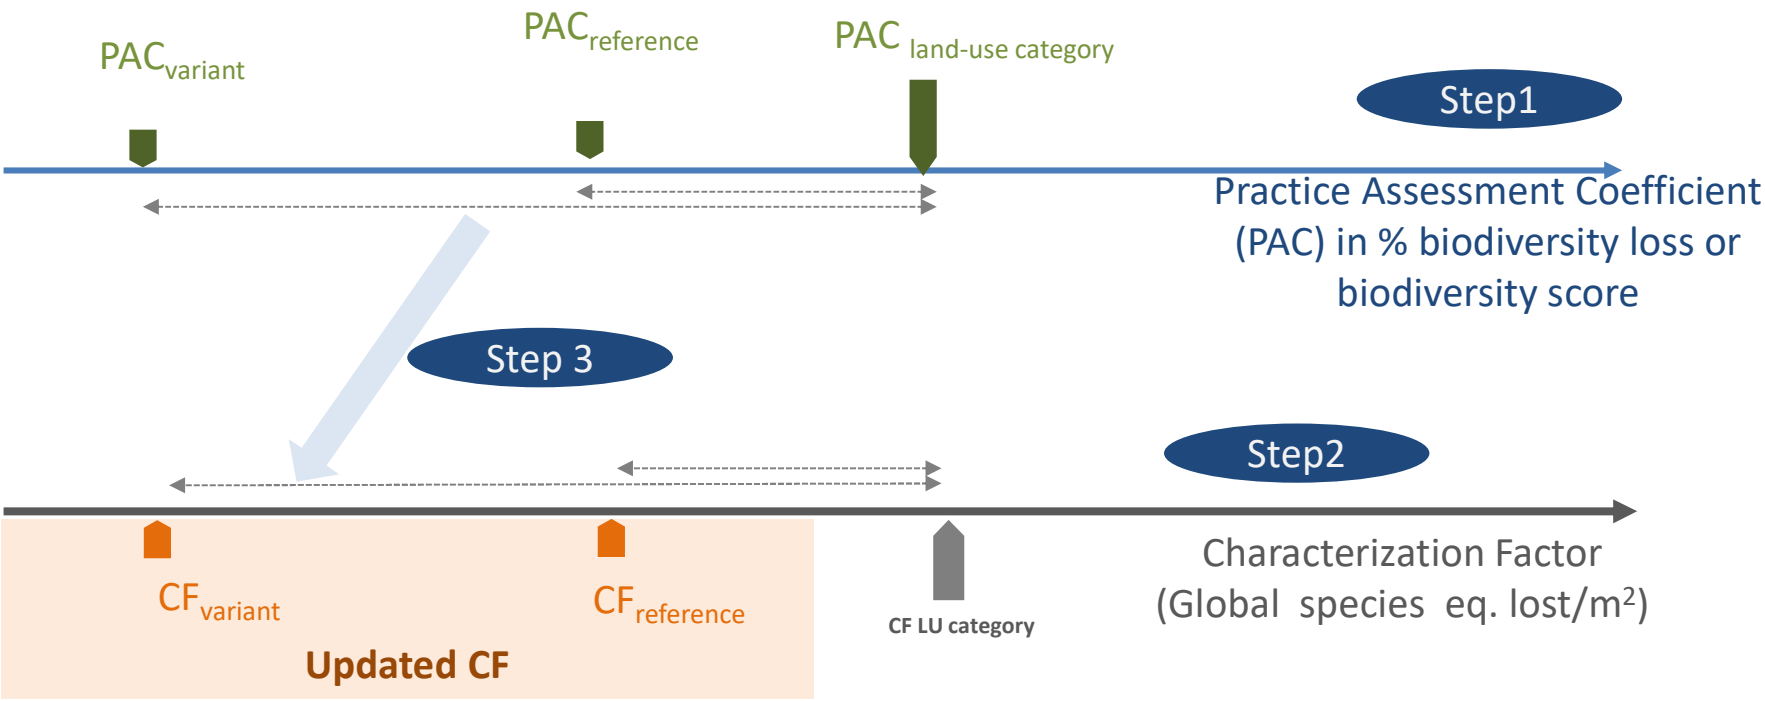 PACvariant
PACreference
PAC land-use category
Step1
Practice Assessment Coefficient
(PAC) in % biodiversity loss or
biodiversity score
Step 3
Step2
Characterization Factor
(Global species eq. lost/m²)
CFvariant
CFreference
CF LU category
Updated CF